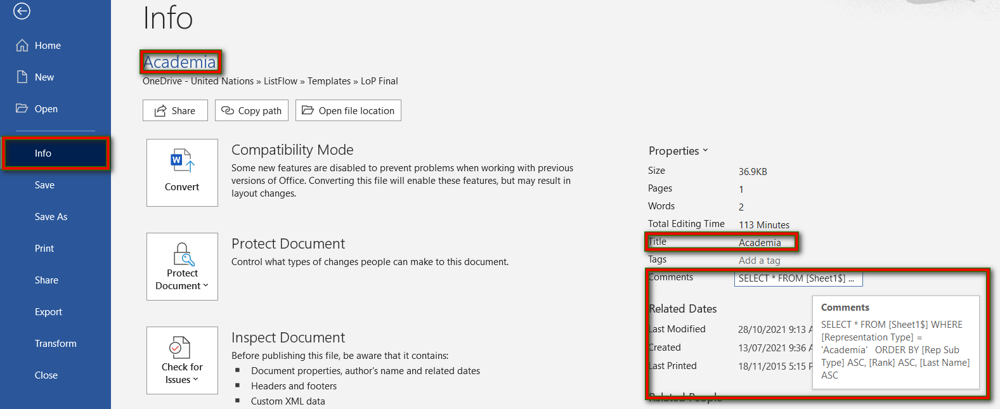 Info
Home
New
Open
Info
Save
Save As
Print
Share
Export
Transform
Close
Academia
OneDrive - United Nations » ListFlow » Templates » LoP Final
Share
Copy path
Open file location
Convert
Compatibility Mode
Some new features are disabled to prevent problems when working with previous
versions of Office. Converting this file will enable these features, but may result in
layout changes.
Protect
Document
Protect Document
Control what types of changes people can make to this document.
Check for
Issues
Inspect Document
Before publishing this file, be aware that it contains:
Document properties, author's name and related dates
Headers and footers
Custom XML data
Properties
Size 36.9KB
Pages 1
Words 2
Total Editing Time 113 Minutes
Title Academia
Tags Add a tag
Comments SELECT * FROM [Sheet1$] ...
Related Dates
Last Modified 28/10/2021 9:13 A
Created 13/07/2021 9:36 A
Last Printed 18/11/2015 5:15 P
Related People
Comments
SELECT * FROM [Sheet1$] WHERE
[Representation Type] =
'Academia' ORDER BY [Rep Sub
Type] ASC, [Rank] ASC, [Last Name]
ASC